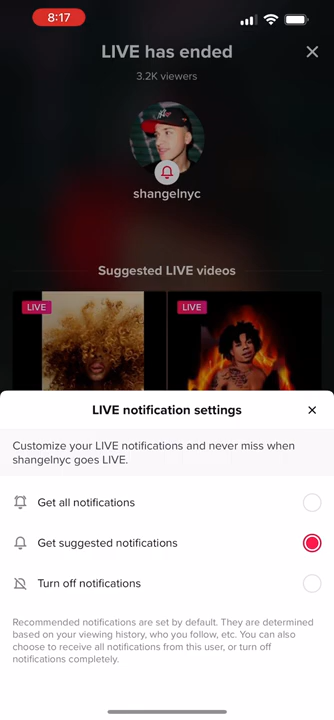 8:17
LIVE has ended
3.2K viewers
shangelnyc
Suggested LIVE videos
LIVE
LIVE
LIVE notification settings
Customize your LIVE notifications and never miss when
shangelnyc goes LIVE.
Get all notifications
Get suggested notifications
Turn off notifications
Recommended notifications are set by default. They are determined
based on your viewing history, who you follow, etc. You can also
choose to receive all notifications from this user, or turn off
notifications completely.